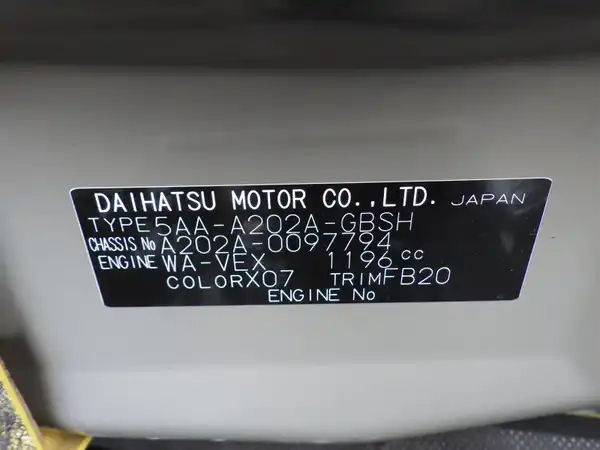 DAIHATSU MOTOR CO.,LTD. JAPAN
TYPE 5AA-A202A-GBSH
CHASSIS No A202A-0097794
ENGINE WA-VEX 1196 cc
COLOR X07 TRIM FB20
ENGINE No